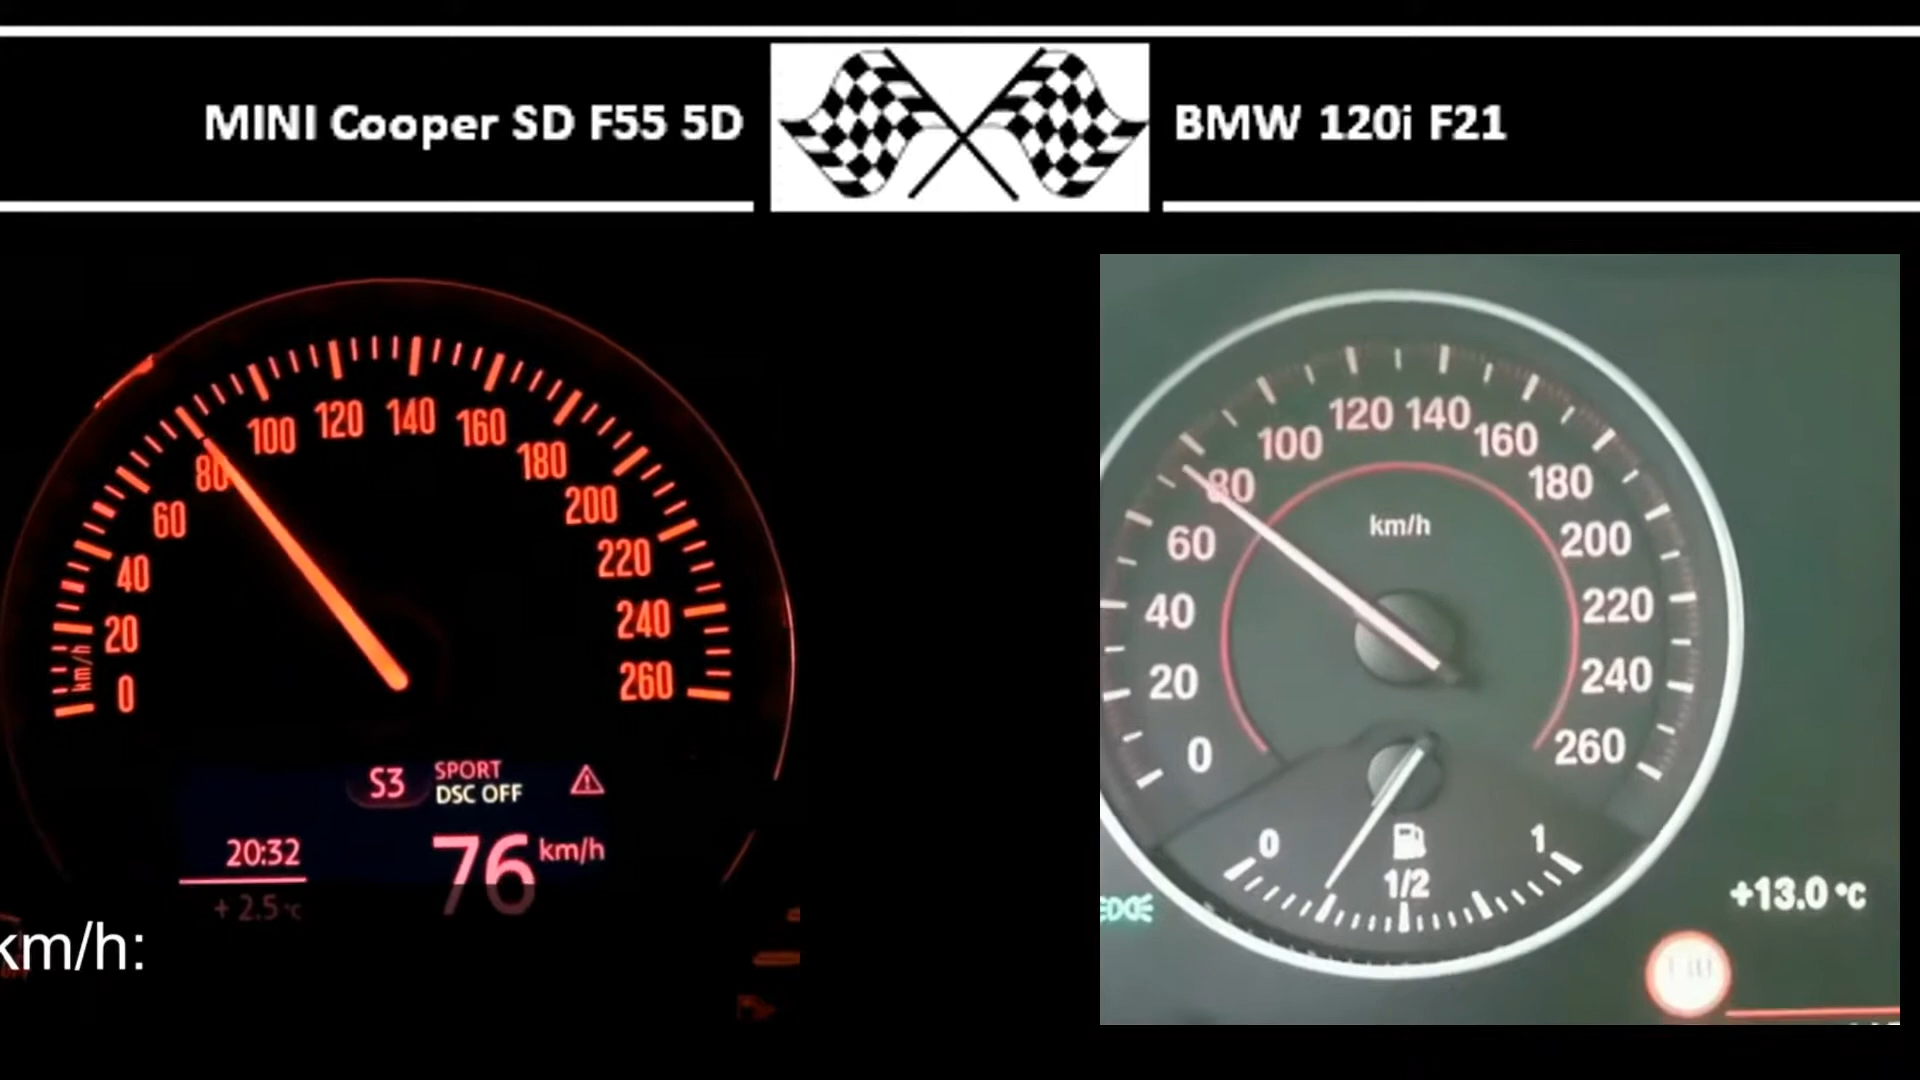 MINI Cooper SD F55 5D
BMW 120i F21
0
20
40
60
80
100
120
140
160
180
200
220
240
260
km/h
S3
SPORT
DSC OFF
20:32
76 km/h
+ 2.5 °C
km/h:
0
20
40
60
80
100
120
140
160
180
200
220
240
260
km/h
0
1/2
1
+13.0 °C